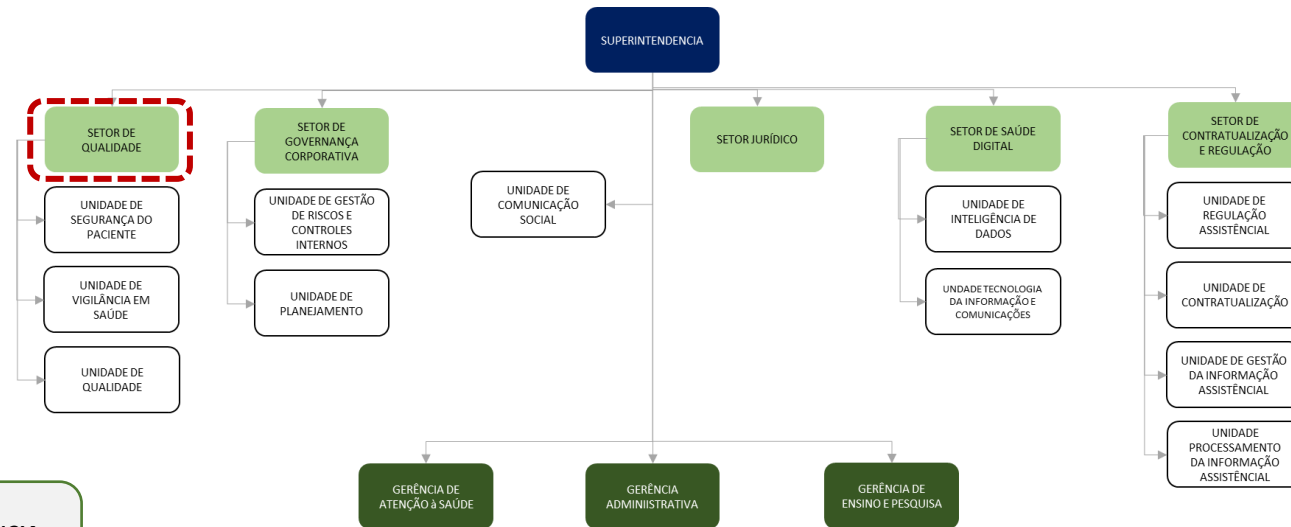 SUPERINTENDENCIA
SETOR DE
QUALIDADE
SETOR DE
GOVERNANÇA
CORPORATIVA
SETOR JURÍDICO
SETOR DE SAÚDE
DIGITAL
SETOR DE
CONTRATUALIZAÇÃO
E REGULAÇÃO
UNIDADE DE
SEGURANÇA DO
PACIENTE
UNIDADE DE
VIGILÂNCIA EM
SAÚDE
UNIDADE DE
QUALIDADE
UNIDADE DE GESTÃO
DE RISCOS E
CONTROLES
INTERNOS
UNIDADE DE
PLANEJAMENTO
UNIDADE DE
COMUNICAÇÃO
SOCIAL
UNIDADE DE
INTELIGÊNCIA DE
DADOS
UNDADE TECNOLOGIA
DA INFORMAÇÃO E
COMUNICAÇÕES
UNIDADE DE
REGULAÇÃO
ASSISTÊNCIAL
UNIDADE DE
CONTRATUALIZAÇÃO
UNIDADE DE GESTÃO
DA INFORMAÇÃO
ASSISTÊNCIAL
UNIDADE
PROCESSAMENTO
DA INFORMAÇÃO
ASSISTÊNCIAL
GERÊNCIA DE
ATENÇÃO à SAÚDE
GERÊNCIA
ADMINIISTRATIVA
GERÊNCIA DE
ENSINO E PESQUISA